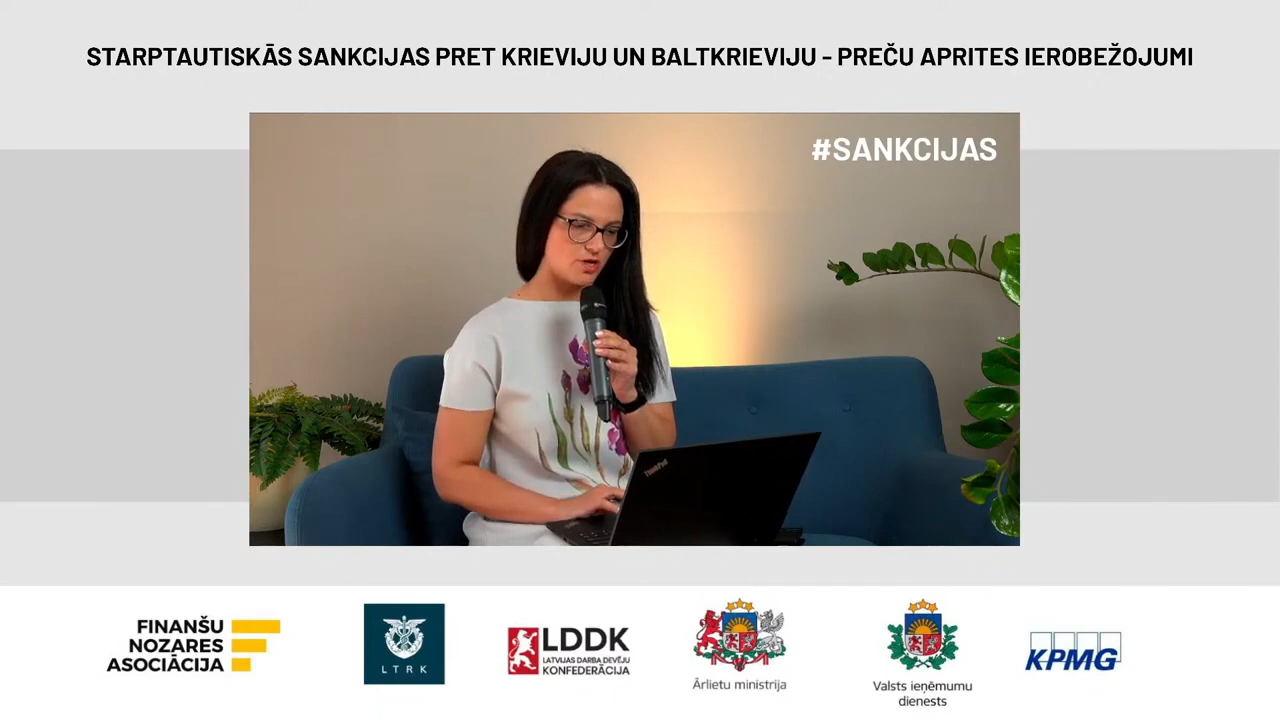 STARPTAUTISKĀS SANKCIJAS PRET KRIEVIJU UN BALTKRIEVIJU - PREČU APRITES IEROBEŽOJUMI
#SANKCIJAS
ThinkPad
FINANŠU
NOZARES
ASOCIĀCIJA
LTRK
LDDK
LATVIJAS DARBA DEVĒJU
KONFEDERĀCIJA
Ārlietu ministrija
Valsts ieņēmumu
dienests
KPMG